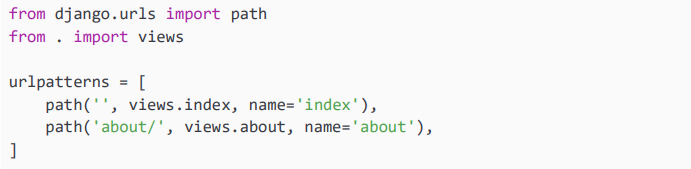 from django.urls import path
from . import views

urlpatterns = [
    path('', views.index, name='index'),
    path('about/', views.about, name='about'),
]